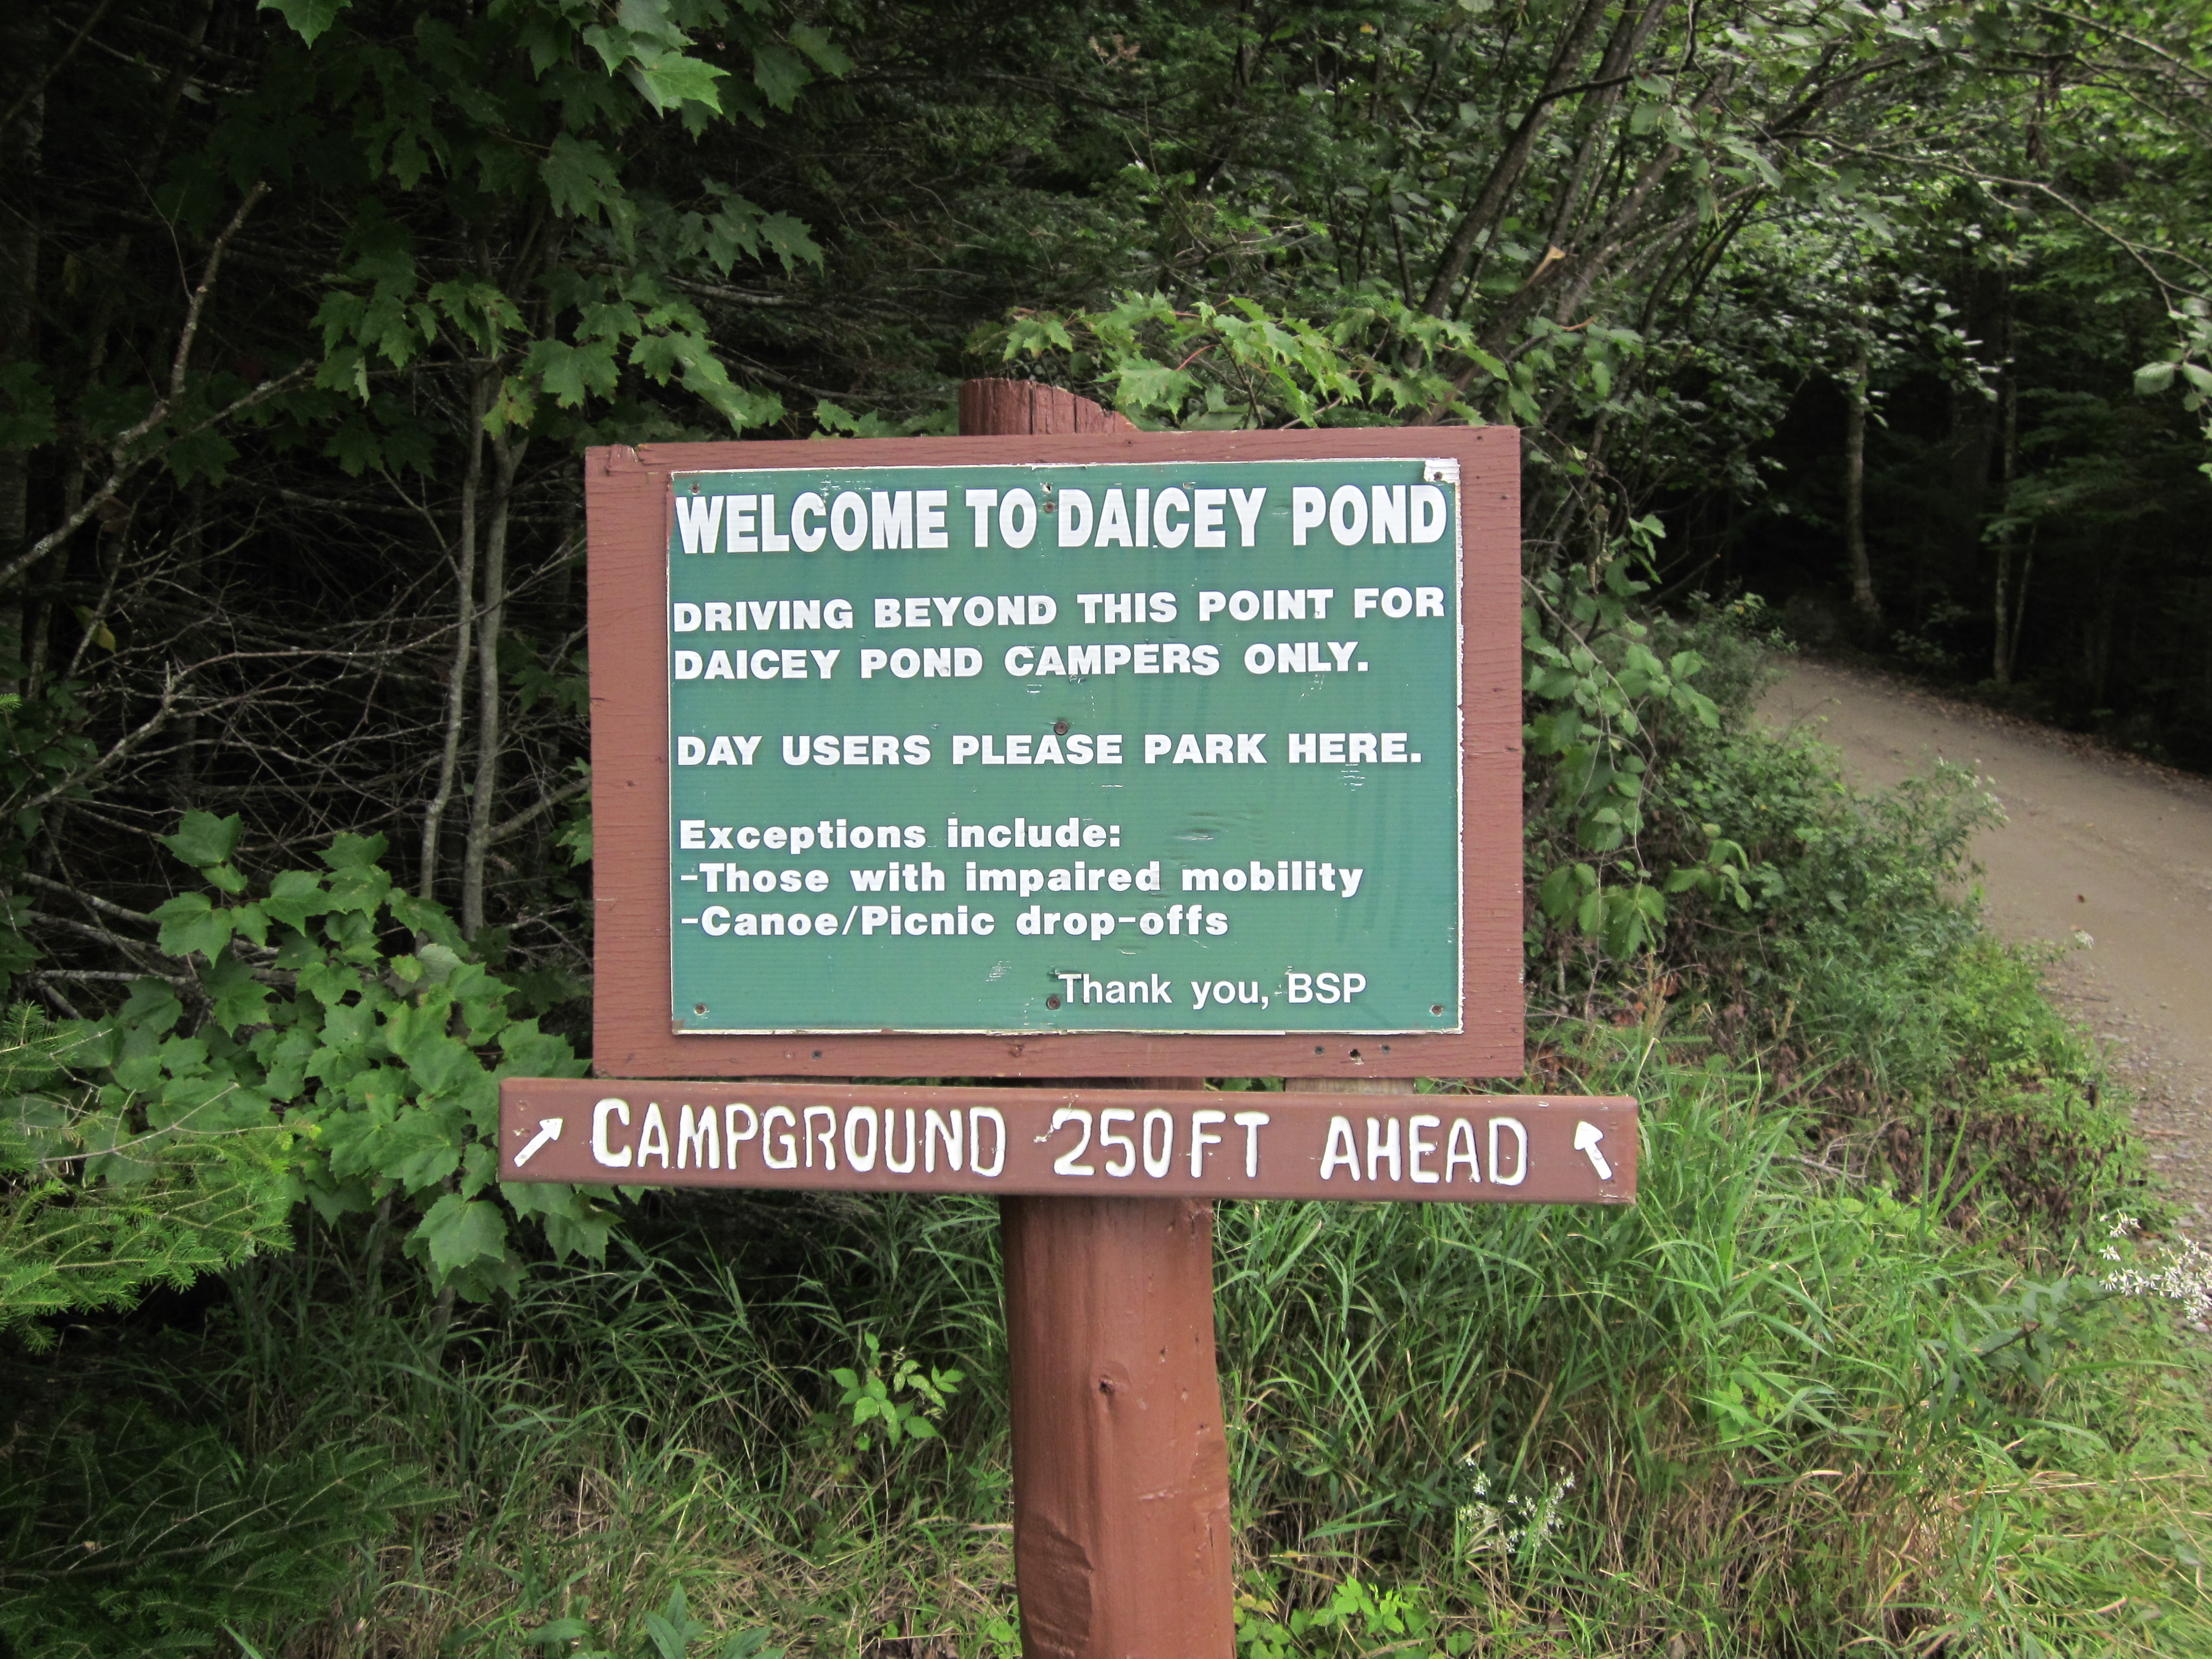 WELCOME TO DAICEY POND
DRIVING BEYOND THIS POINT FOR
DAICEY POND CAMPERS ONLY.
DAY USERS PLEASE PARK HERE.
Exceptions include:
-Those with impaired mobility
-Canoe/Picnic drop-offs
Thank you, BSP
CAMPGROUND 250FT AHEAD